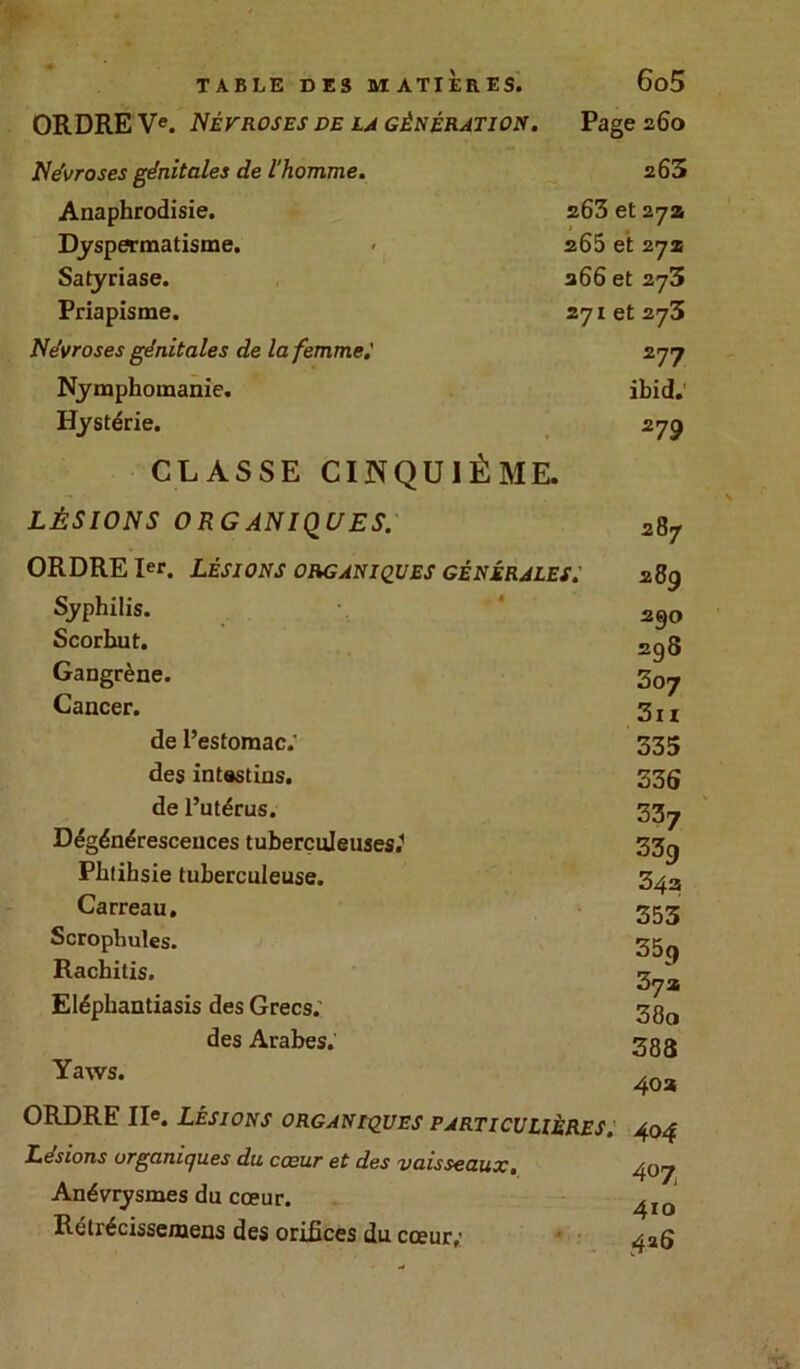 TABLE DES MATIÈRES. 605
ORDRE Ve. NÉVROSES DE LA GÉNÉRATION. Page 260
Névroses génitales de l'homme. 263
Anaphrodisie. 263 et 272
Dyspermatisme. 265 et 272
Satyriase. 266 et 273
Priapisme. 271 et 273
Névroses génitales de la femme. 277
Nymphomanie. ibid.
Hystérie. 279
CLASSE CINQUIÈME.
LÉSIONS ORGANIQUES. 287
ORDRE Ier. LÉSIONS ORGANIQUES GÉNÉRALES. 289
Syphilis. 290
Scorbut. 298
Gangrène. 307
Cancer. 311
de l'estomac. 335
des intestins. 336
de l'utérus. 337
Dégénérescences tuberculeuses. 339
Phtihsie tuberculeuse. 342
Carreau. 353
Scrophules. 359
Rachitis. 372
Eléphantiasis des Grecs. 380
des Arabes. 388
Yaws. 402
ORDRE IIe. LÉSIONS ORGANIQUES PARTICULIÈRES. 404
Lésions organiques du cœur et des vaisseaux. 407
Anévrysmes du cœur. 410
Rétrécissemens des orifices du cœur. 426